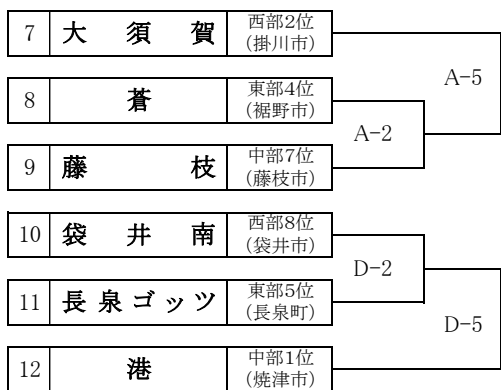 7 大須賀 西部2位
(掛川市)
A-5
8 蒼 東部4位
(裾野市)
A-2
9 藤枝 中部7位
(藤枝市)
10 袋井南 西部8位
(袋井市)
D-2
11 長泉ゴッツ 東部5位
(長泉町)
D-5
12 港 中部1位
(焼津市)